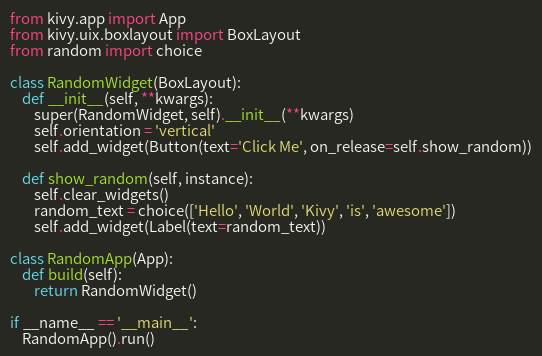 from kivy.app import App
from kivy.uix.boxlayout import BoxLayout
from random import choice

class RandomWidget(BoxLayout):
    def __init__(self, **kwargs):
        super(RandomWidget, self).__init__(**kwargs)
        self.orientation = 'vertical'
        self.add_widget(Button(text='Click Me', on_release=self.show_random))

    def show_random(self, instance):
        self.clear_widgets()
        random_text = choice(['Hello', 'World', 'Kivy', 'is', 'awesome'])
        self.add_widget(Label(text=random_text))

class RandomApp(App):
    def build(self):
        return RandomWidget()

if __name__ == '__main__':
    RandomApp().run()